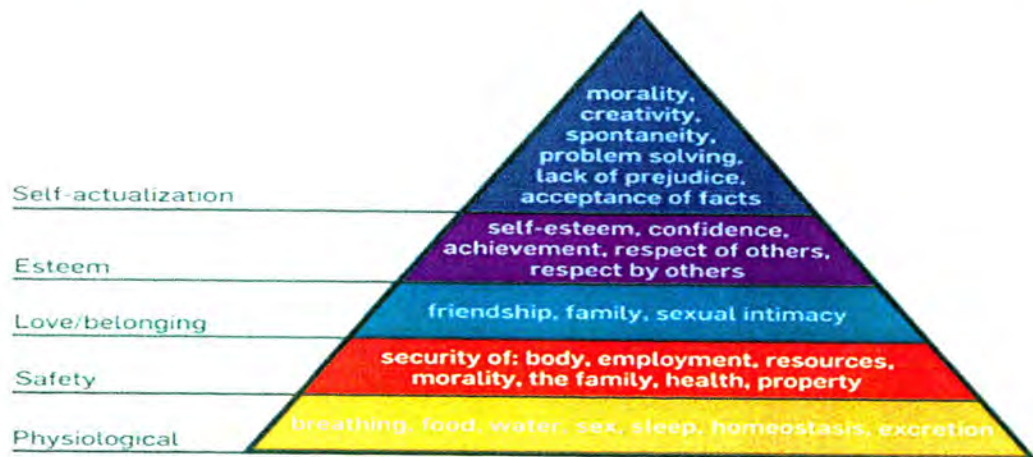 morality,
creativity,
spontaneity,
problem solving,
lack of prejudice,
acceptance of facts
Self-actualization
self-esteem, confidence,
achievement, respect of others,
respect by others
Esteem
friendship, family, sexual intimacy
Love/belonging
security of: body, employment, resources,
morality, the family, health, property
Safety
breathing, food, water, sex, sleep, homeostasis, excretion
Physiological